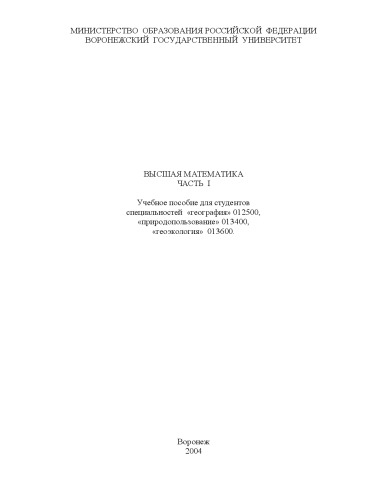 МИНИСТЕРСТВО ОБРАЗОВАНИЯ РОССИЙСКОЙ ФЕДЕРАЦИИ
ВОРОНЕЖСКИЙ ГОСУДАРСТВЕННЫЙ УНИВЕРСИТЕТ
ВЫСШАЯ МАТЕМАТИКА
ЧАСТЬ I
Учебное пособие для студентов
специальностей «география» 012500,
«природопользование» 013400,
«геоэкология» 013600.
Воронеж
2004